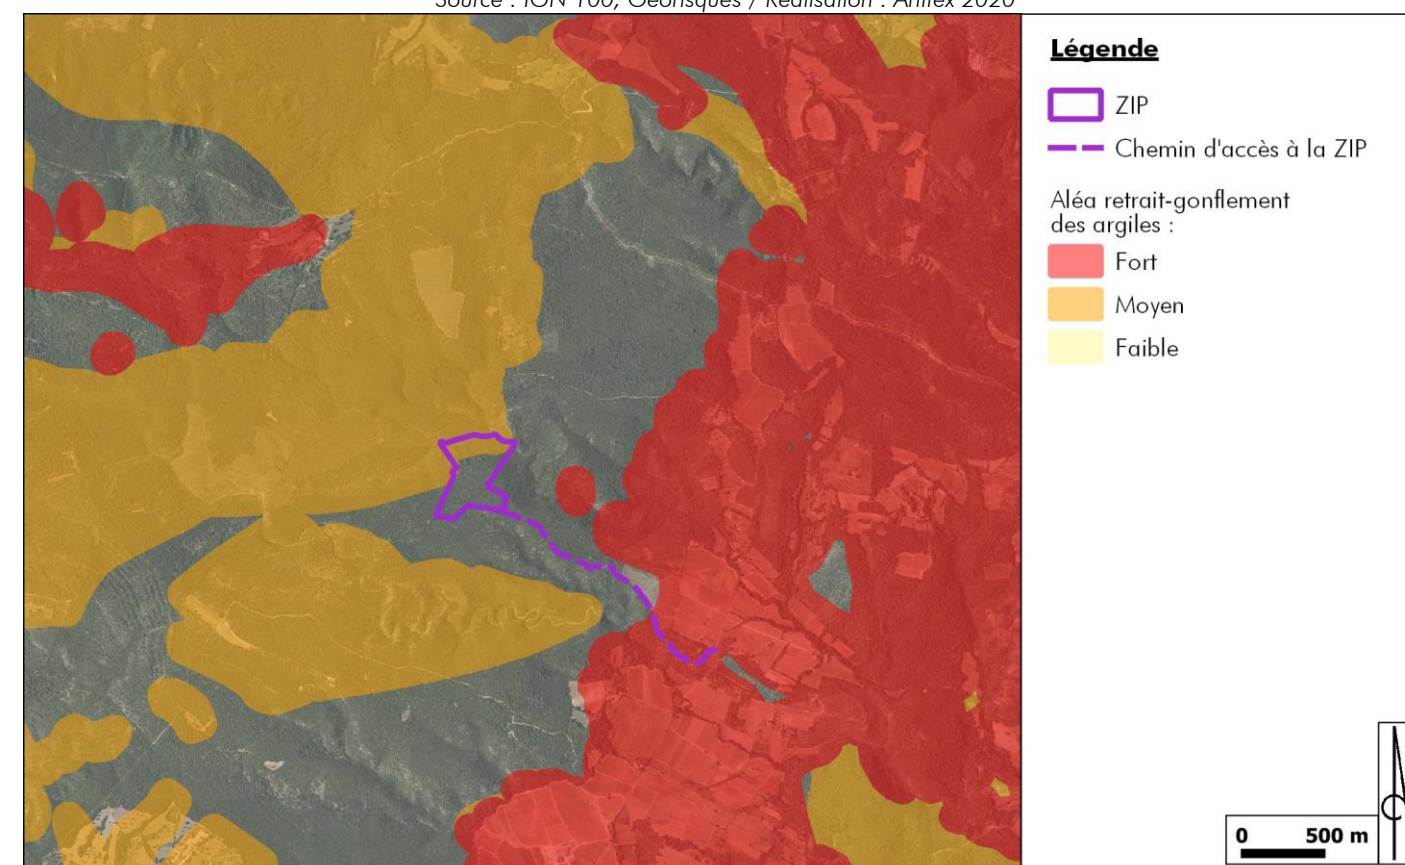 Source : IGN 100, Géorisques / Réalisation : Artifex 2020
Légende
ZIP
Chemin d'accès à la ZIP
Aléa retrait-gonflement
des argiles :
Fort
Moyen
Faible
0 500 m